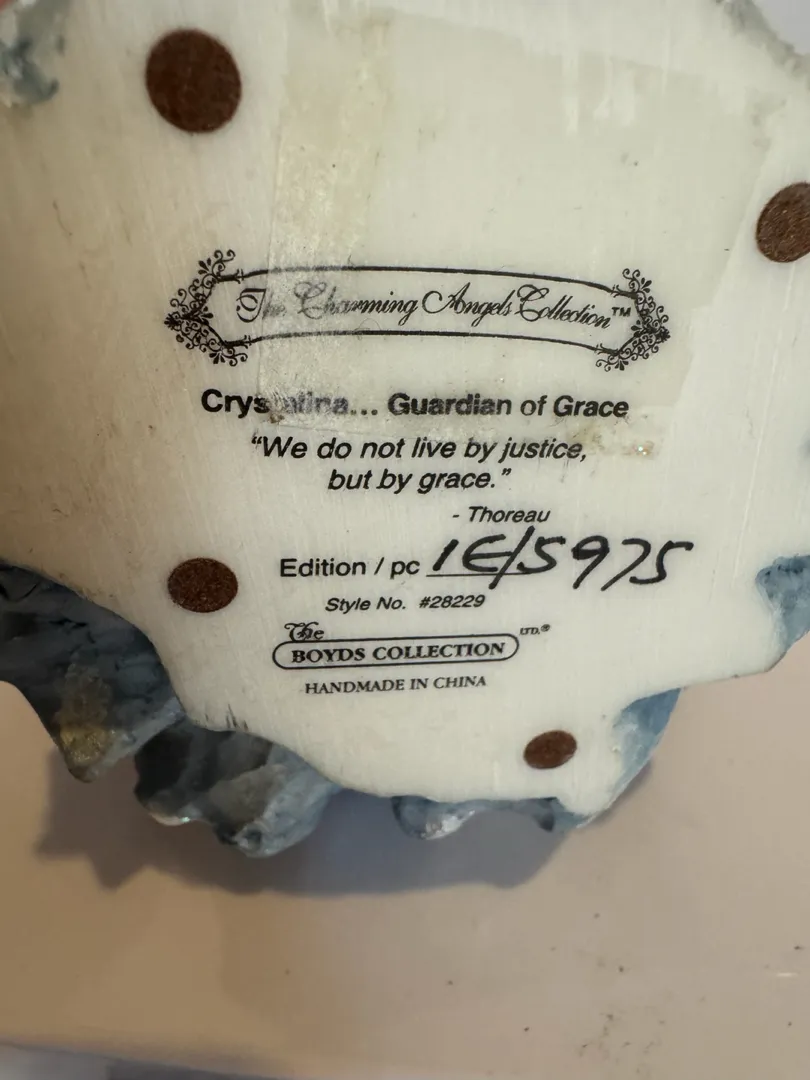 The Charming Angels Collection™
Crystalina... Guardian of Grace
"We do not live by justice,
but by grace."
- Thoreau
Edition / pc 1E/5975
Style No. #28229
The
BOYDS COLLECTION LTD.®
HANDMADE IN CHINA